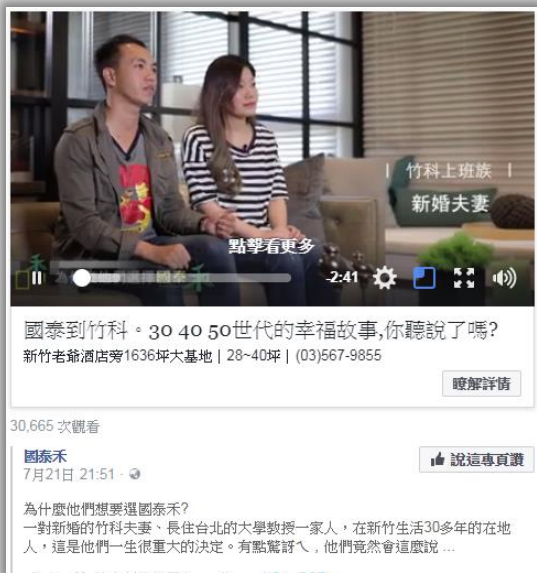 | 竹科上班族 |
新婚夫妻
點擊看更多
-2:41
國泰到竹科。30 40 50世代的幸福故事,你聽說了嗎?
新竹老爺酒店旁1636坪大基地 | 28~40坪 | (03)567-9855
瞭解詳情
30,665 次觀看
國泰禾
說這專頁讚
7月21日 21:51 ·
為什麼他們想要選國泰禾?
一對新婚的竹科夫妻、長住台北的大學教授一家人，在新竹生活30多年的在地
人，這是他們一生很重大的決定。有點驚訝ㄟ，他們竟然會這麼說 ...